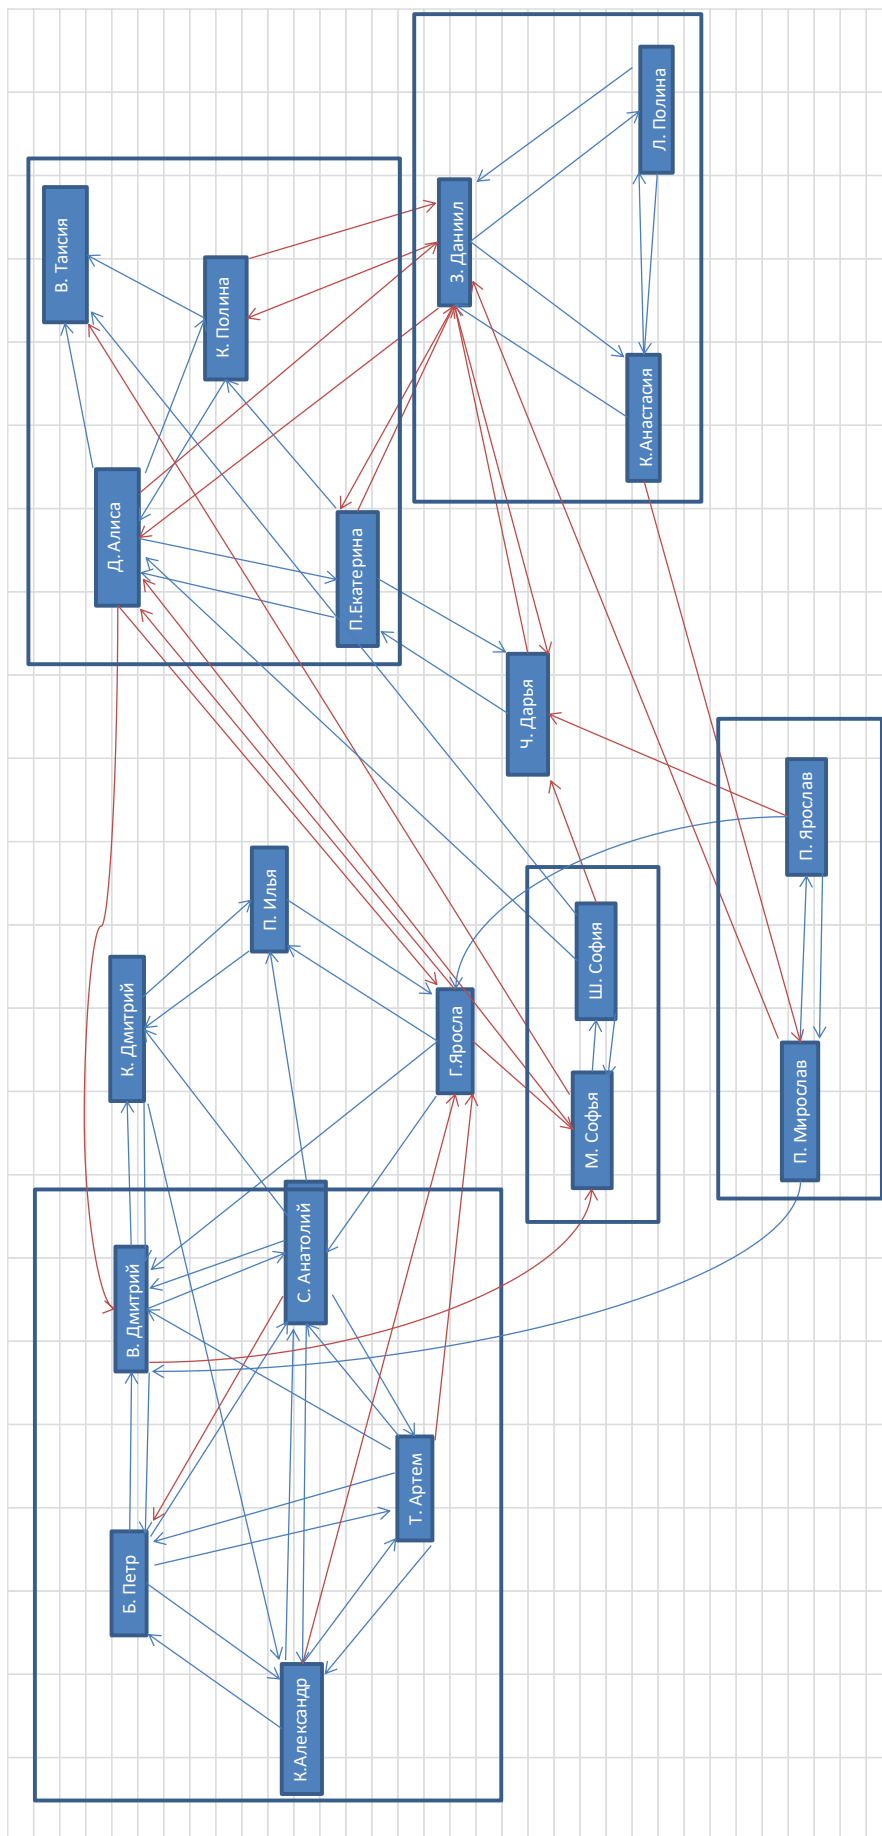 Б. Петр
В. Дмитрий
К. Дмитрий
Д.Алиса
В. Таисия
К.Александр
С. Анатолий
П. Илья
К. Полина
Т. Артем
Г.Яросла
П.Екатерина
З. Даниил
Ч. Дарья
М. Софья
Ш. София
К.Анастасия
Л. Полина
П. Мирослав
П. Ярослав